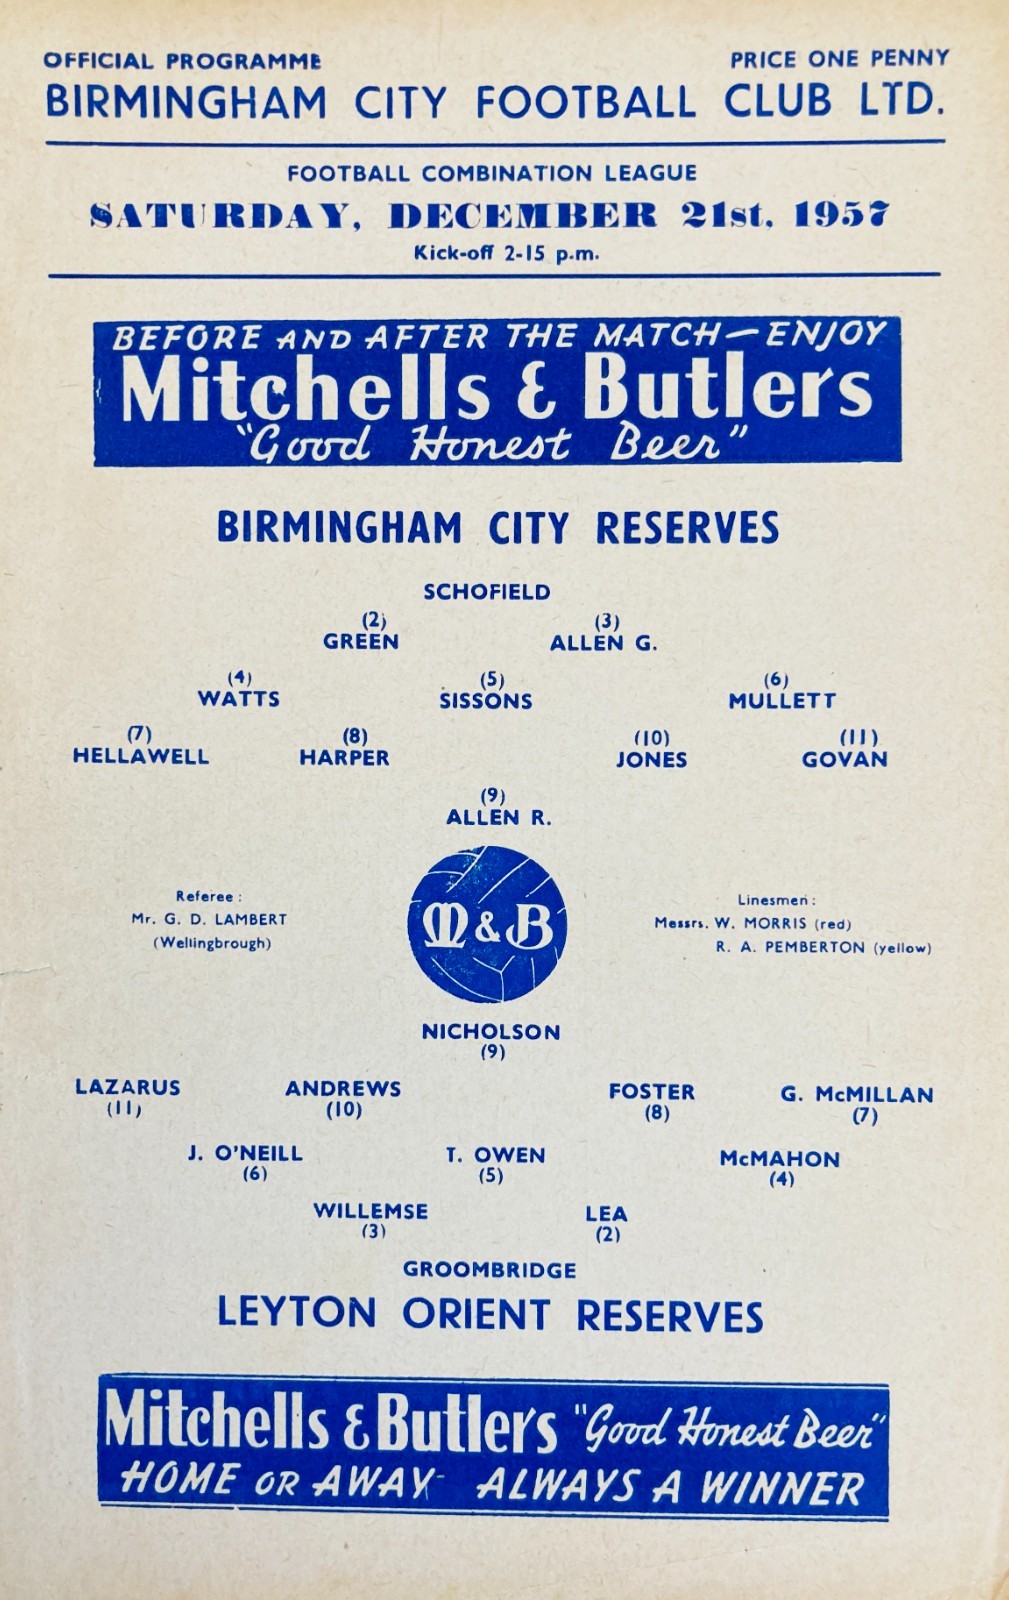 OFFICIAL PROGRAMME PRICE ONE PENNY
BIRMINGHAM CITY FOOTBALL CLUB LTD.
FOOTBALL COMBINATION LEAGUE
SATURDAY, DECEMBER 21st, 1957
Kick-off 2-15 p.m.
BEFORE AND AFTER THE MATCH—ENJOY
Mitchells & Butlers
"Good Honest Beer"
BIRMINGHAM CITY RESERVES
SCHOFIELD
(2) (3)
GREEN ALLEN G.
(4) (5) (6)
WATTS SISSONS MULLETT
(7) (8) (10) (11)
HELLAWELL HARPER JONES GOVAN
(9)
ALLEN R.
Referee :
Mr. G. D. LAMBERT
(Wellingbrough)
M & B
Linesmen :
Messrs. W. MORRIS (red)
R. A. PEMBERTON (yellow)
NICHOLSON
(9)
LAZARUS ANDREWS FOSTER G. McMILLAN
(11) (10) (8) (7)
J. O'NEILL T. OWEN McMAHON
(6) (5) (4)
WILLEMSE LEA
(3) (2)
GROOMBRIDGE
LEYTON ORIENT RESERVES
Mitchells & Butlers "Good Honest Beer"
HOME OR AWAY- ALWAYS A WINNER